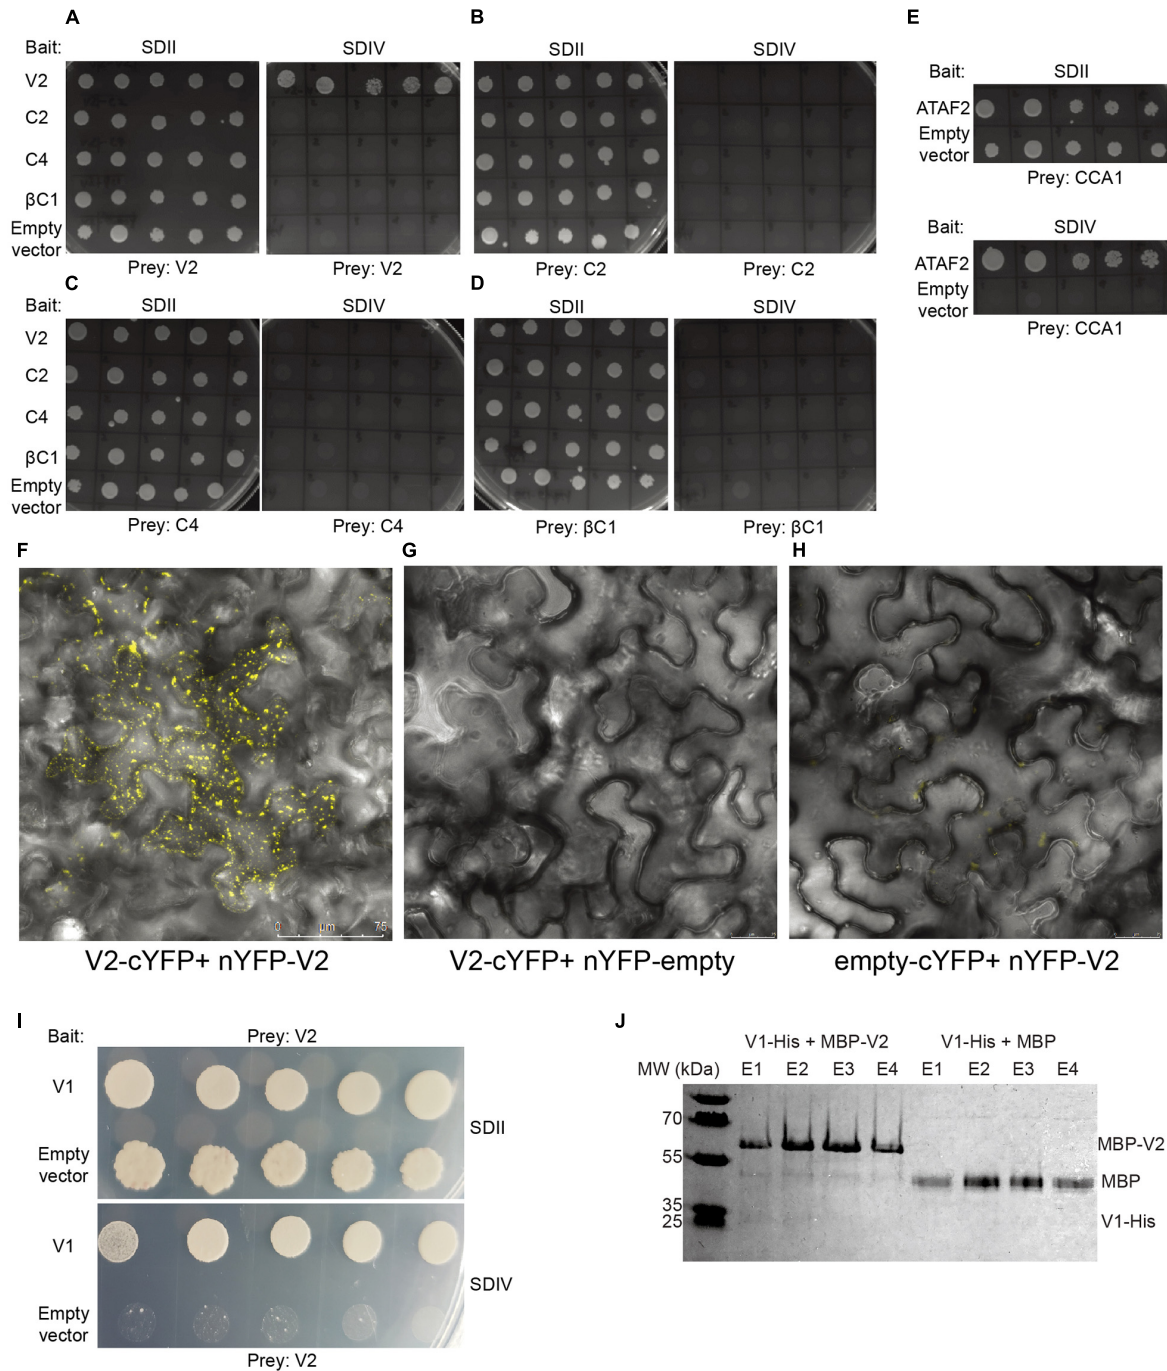 A
Bait: SDII SDIV
V2
C2
C4
βC1
Empty vector
Prey: V2 Prey: V2
B
SDII SDIV
Prey: C2 Prey: C2
C
Bait: SDII SDIV
V2
C2
C4
βC1
Empty vector
Prey: C4 Prey: C4
D
SDII SDIV
Prey: βC1 Prey: βC1
E
Bait: SDII
ATAF2
Empty vector
Prey: CCA1
Bait: SDIV
ATAF2
Empty vector
Prey: CCA1
F
0 µm 75
V2-cYFP+ nYFP-V2
G
V2-cYFP+ nYFP-empty
H
empty-cYFP+ nYFP-V2
I
Bait: Prey: V2
V1
SDII
Empty vector
V1
SDIV
Empty vector
Prey: V2
J
V1-His + MBP-V2 V1-His + MBP
MW (kDa) E1 E2 E3 E4 E1 E2 E3 E4
70
55
35
25
MBP-V2
MBP
V1-His